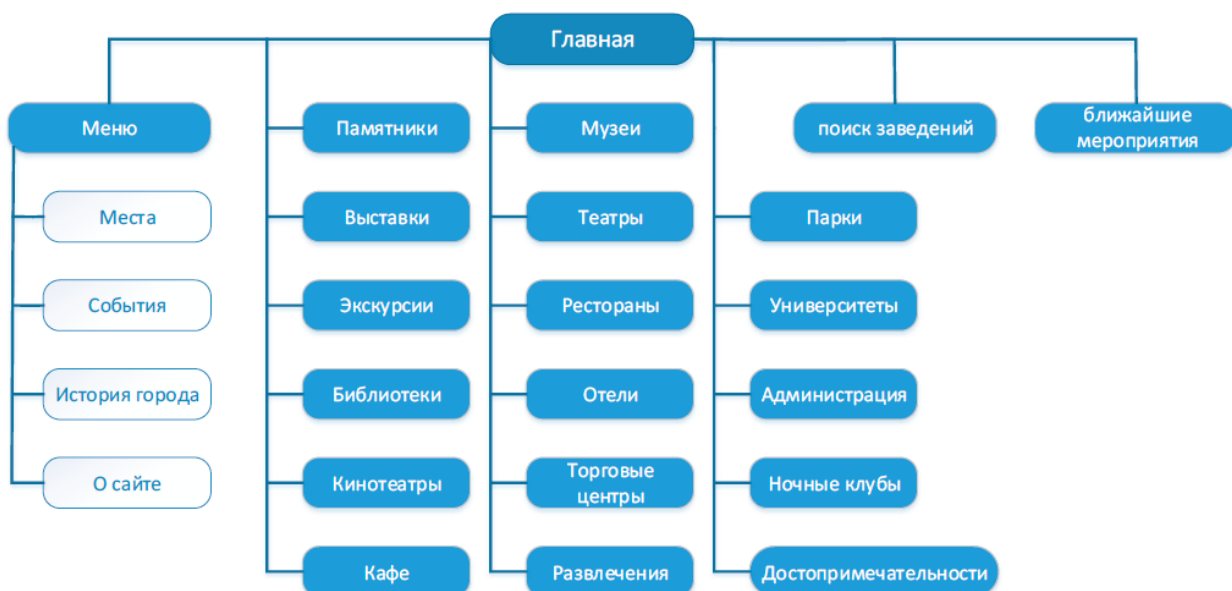 Главная
Меню
Памятники
Музеи
поиск заведений
ближайшие
мероприятия
Места
Выставки
Театры
Парки
События
Экскурсии
Рестораны
Университеты
История города
Библиотеки
Отели
Администрация
О сайте
Кинотеатры
Торговые
центры
Ночные клубы
Кафе
Развлечения
Достопримечательности